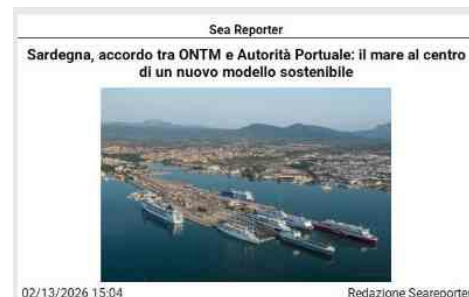 Sea Reporter
Sardegna, accordo tra ONTM e Autorità Portuale: il mare al centro
di un nuovo modello sostenibile
02/13/2026 15:04
Redazione Seareporter